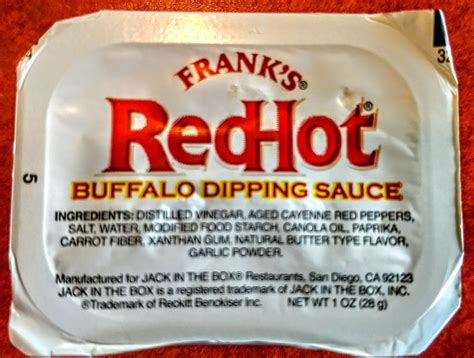 FRANK'S®
RedHot®
BUFFALO DIPPING SAUCE
INGREDIENTS: DISTILLED VINEGAR, AGED CAYENNE RED PEPPERS,
SALT, WATER, MODIFIED FOOD STARCH, CANOLA OIL, PAPRIKA,
CARROT FIBER, XANTHAN GUM, NATURAL BUTTER TYPE FLAVOR,
GARLIC POWDER.
Manufactured for JACK IN THE BOX® Restaurants, San Diego, CA 92123
JACK IN THE BOX is a registered trademark of JACK IN THE BOX, INC.
®Trademark of Reckitt Benckiser Inc. NET WT 1 OZ (28 g)
5